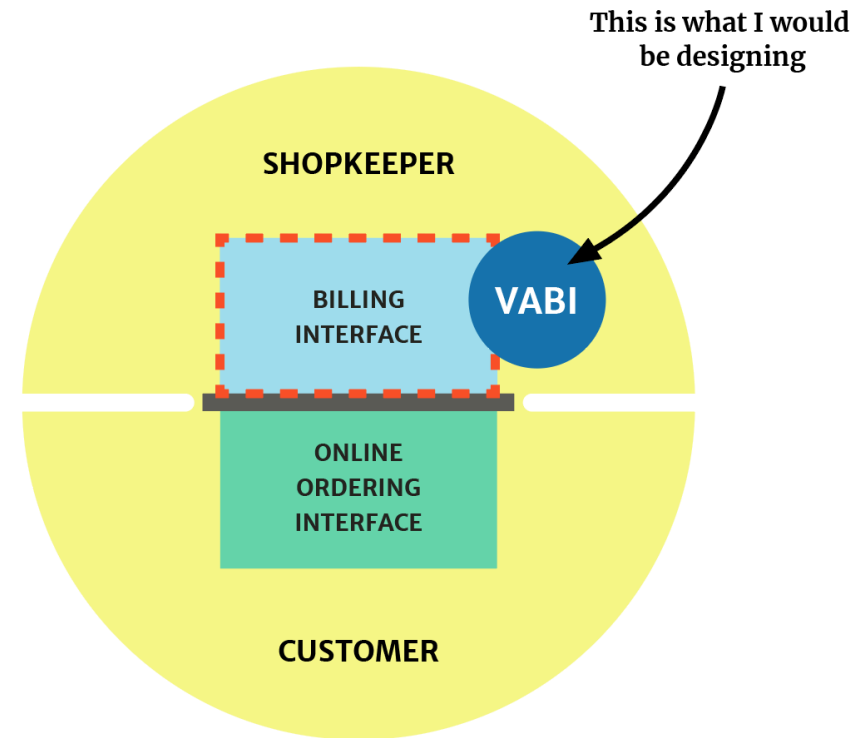 This is what I would
be designing
SHOPKEEPER
BILLING
INTERFACE
VABI
ONLINE
ORDERING
INTERFACE
CUSTOMER